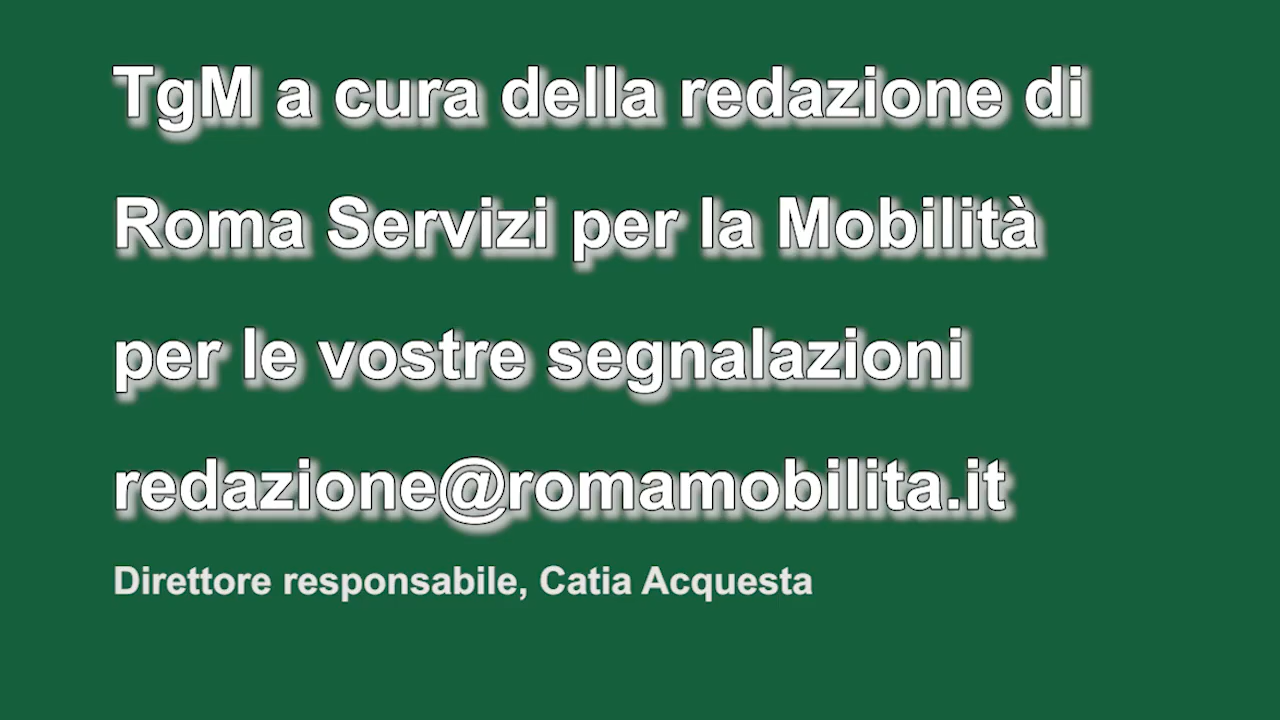 TgM a cura della redazione di
Roma Servizi per la Mobilità
per le vostre segnalazioni
redazione@romamobilita.it
Direttore responsabile, Catia Acquesta